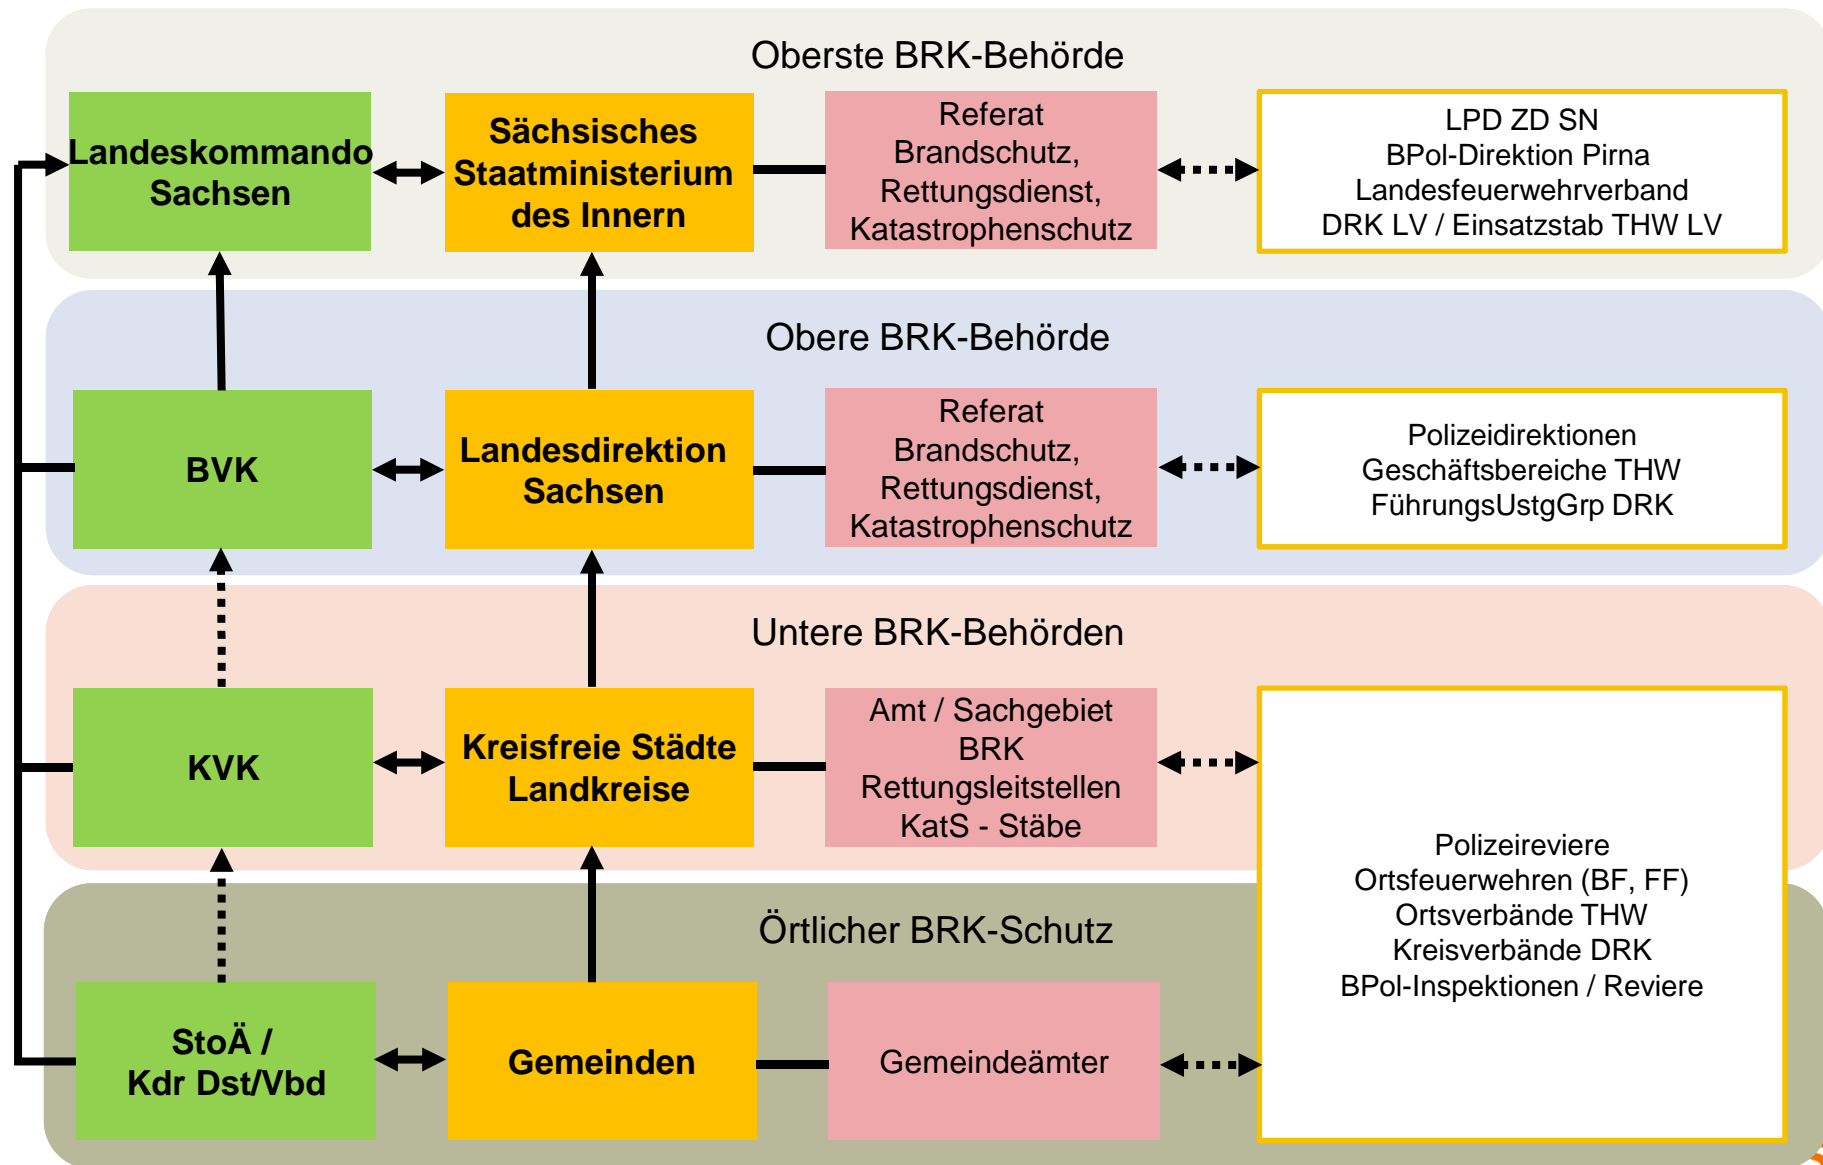 Oberste BRK-Behörde
Landeskommando
Sachsen
Sächsisches
Staatministerium
des Innern
Referat
Brandschutz,
Rettungsdienst,
Katastrophenschutz
LPD ZD SN
BPol-Direktion Pirna
Landesfeuerwehrverband
DRK LV / Einsatzstab THW LV
Obere BRK-Behörde
BVK
Landesdirektion
Sachsen
Referat
Brandschutz,
Rettungsdienst,
Katastrophenschutz
Polizeidirektionen
Geschäftsbereiche THW
FührungsUstgGrp DRK
Untere BRK-Behörden
KVK
Kreisfreie Städte
Landkreise
Amt / Sachgebiet
BRK
Rettungsleitstellen
KatS - Stäbe
Polizeireviere
Ortsfeuerwehren (BF, FF)
Ortsverbände THW
Kreisverbände DRK
BPol-Inspektionen / Reviere
Örtlicher BRK-Schutz
StoÄ /
Kdr Dst/Vbd
Gemeinden
Gemeindeämter